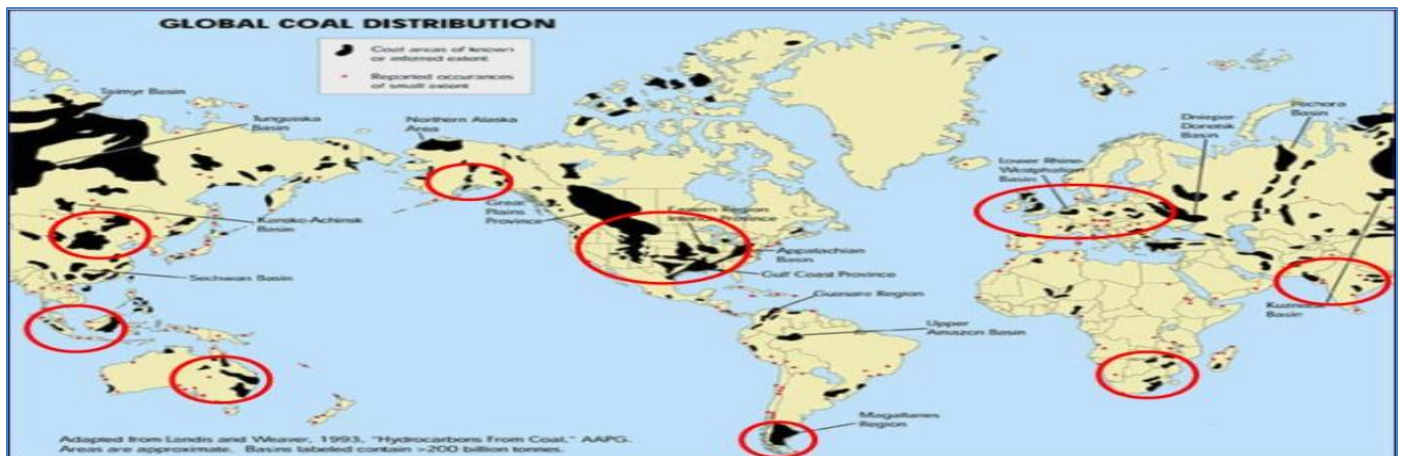 GLOBAL COAL DISTRIBUTION
Coal areas of known
or inferred extent
Reported occurances
of small extent
Taimyr Basin
Tunguska
Basin
Northern Alaska
Area
Pechora
Basin
Dnieper-
Donetsk
Basin
Lower Rhine-
Westphalian
Basin
Great
Plains
Province
Eastern Region
Interior Province
Kansko-Achinsk
Basin
Appalachian
Basin
Sechwan Basin
Gulf Coast Province
Guasare Region
Kuznetsk
Basin
Upper
Amazon Basin
Magallanes
Region
Adapted from Landis and Weaver, 1993, "Hydrocarbons From Coal," AAPG.
Areas are approximate. Basins labeled contain >200 billion tonnes.